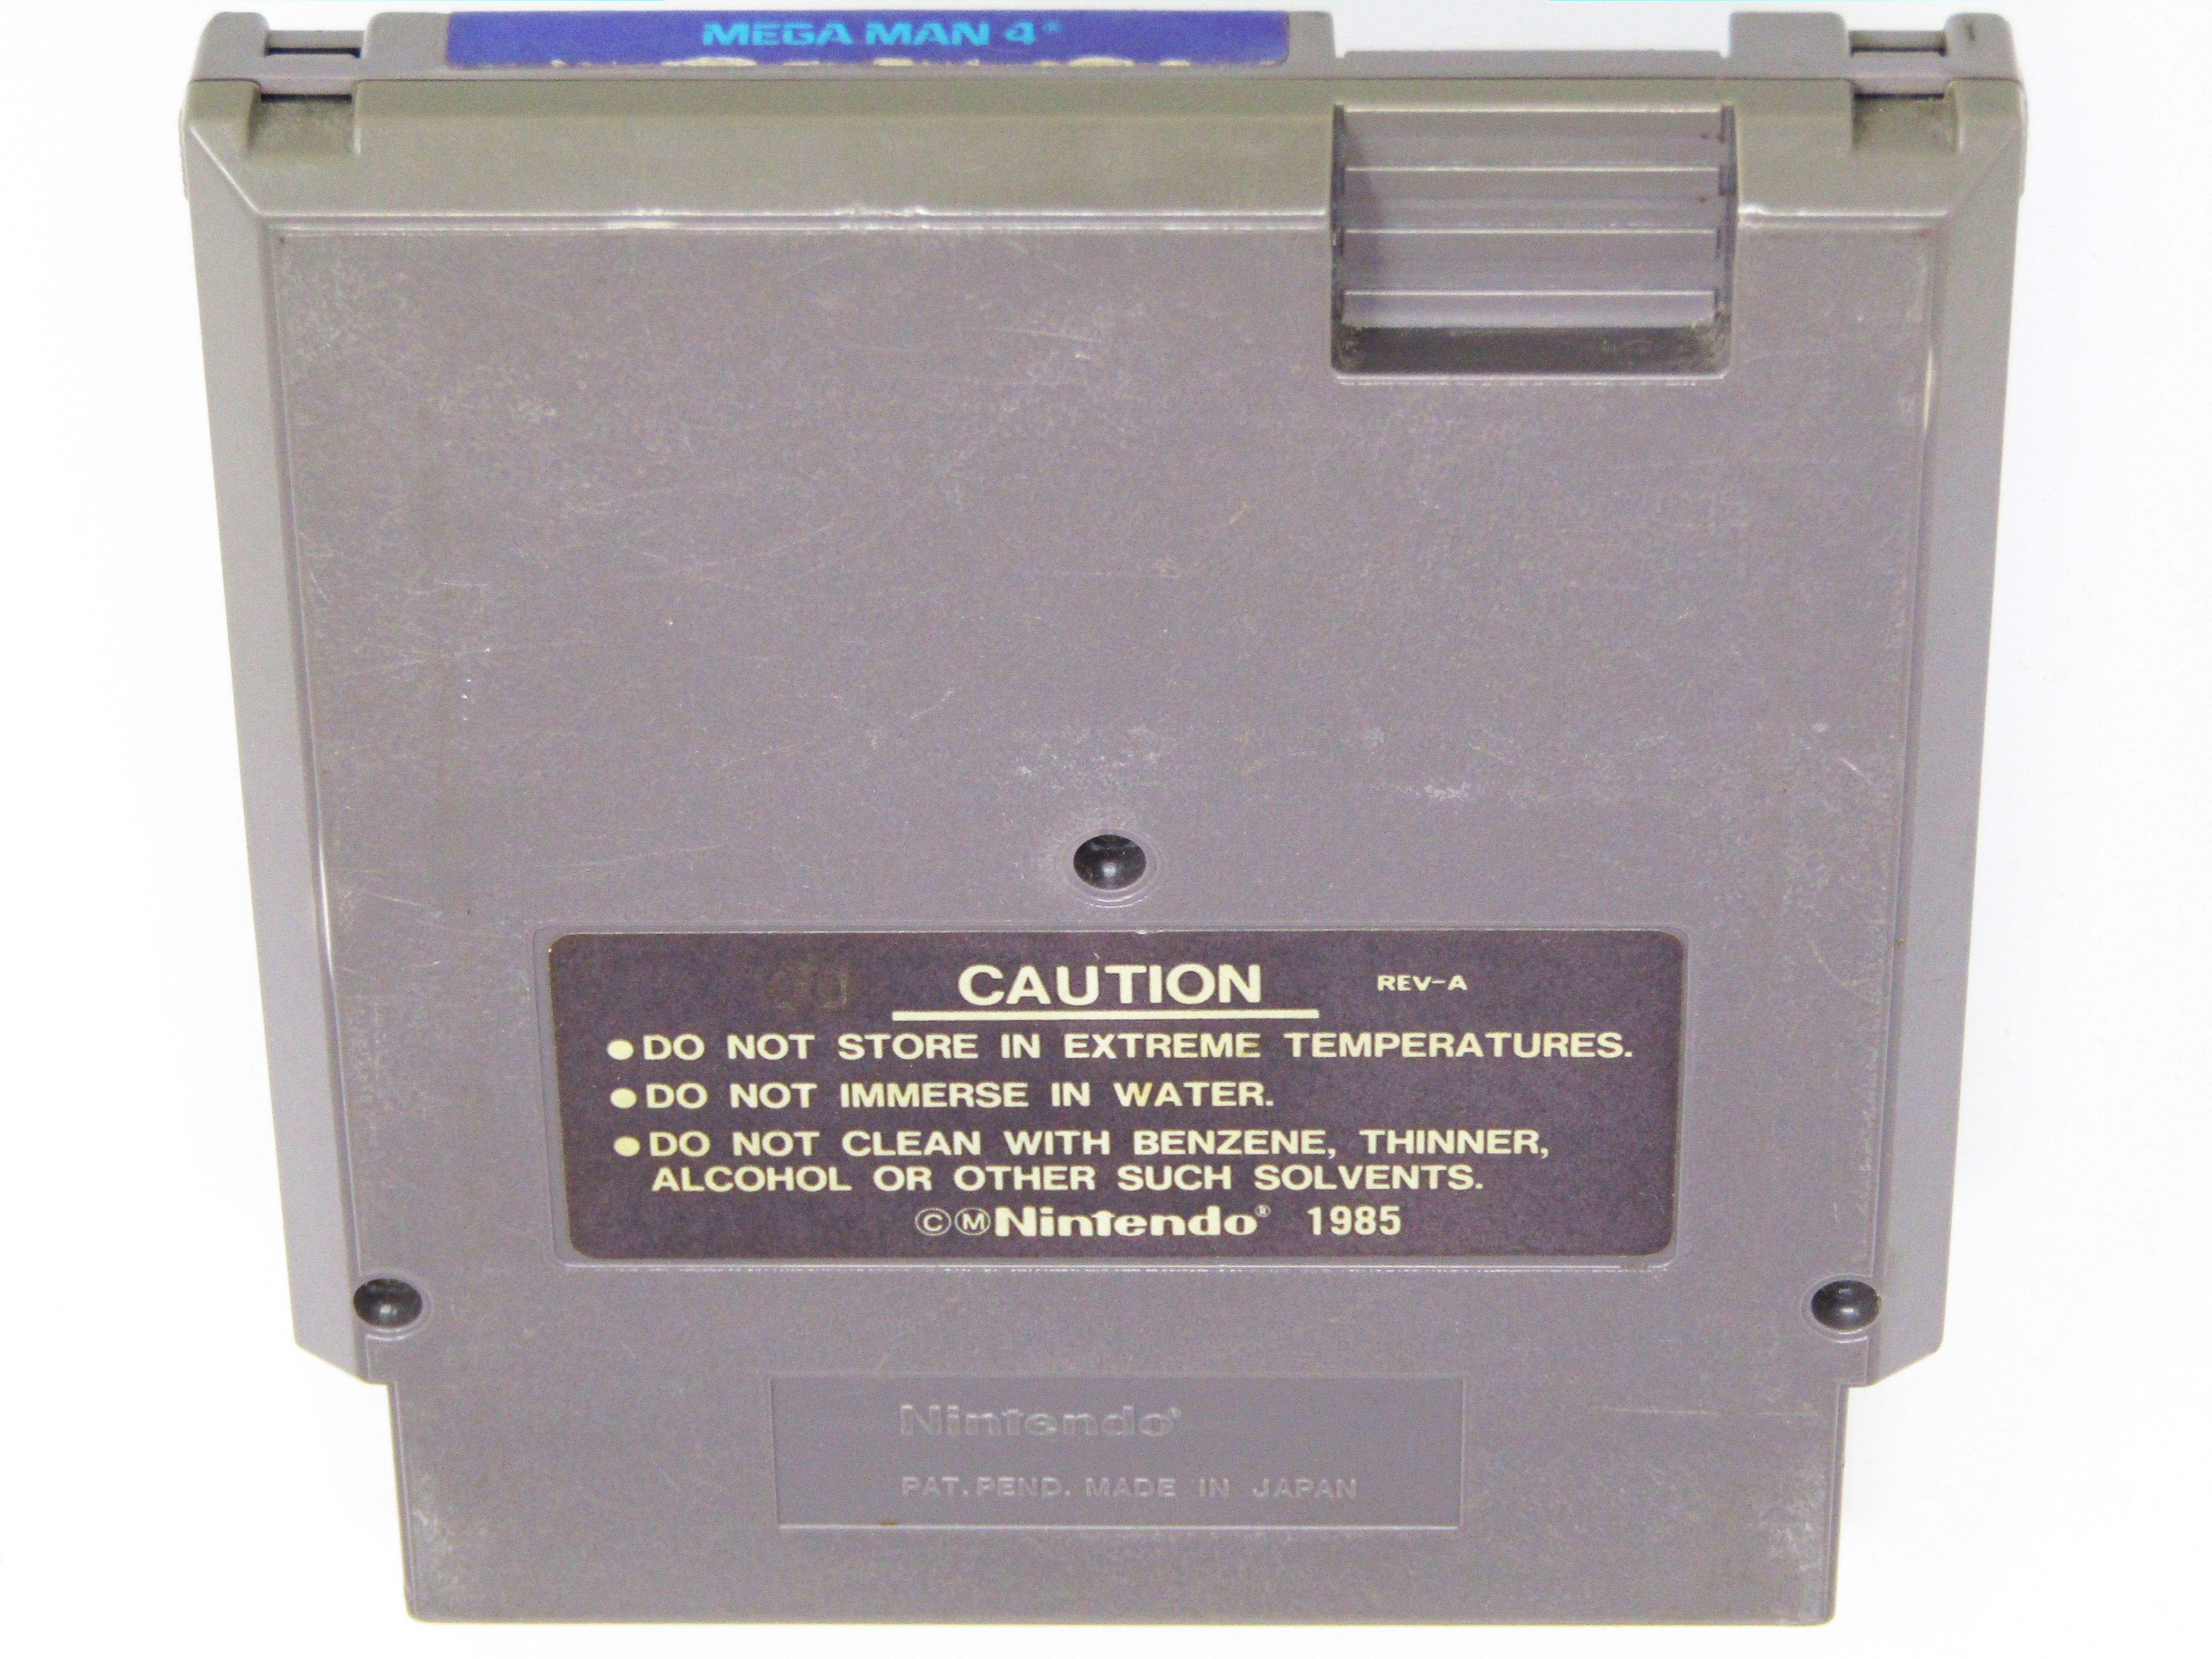 MEGA MAN 4®
CAUTION REV-A
●DO NOT STORE IN EXTREME TEMPERATURES.
●DO NOT IMMERSE IN WATER.
●DO NOT CLEAN WITH BENZENE, THINNER,
ALCOHOL OR OTHER SUCH SOLVENTS.
ⒸⓂNintendo® 1985
Nintendo®
PAT. PEND. MADE IN JAPAN